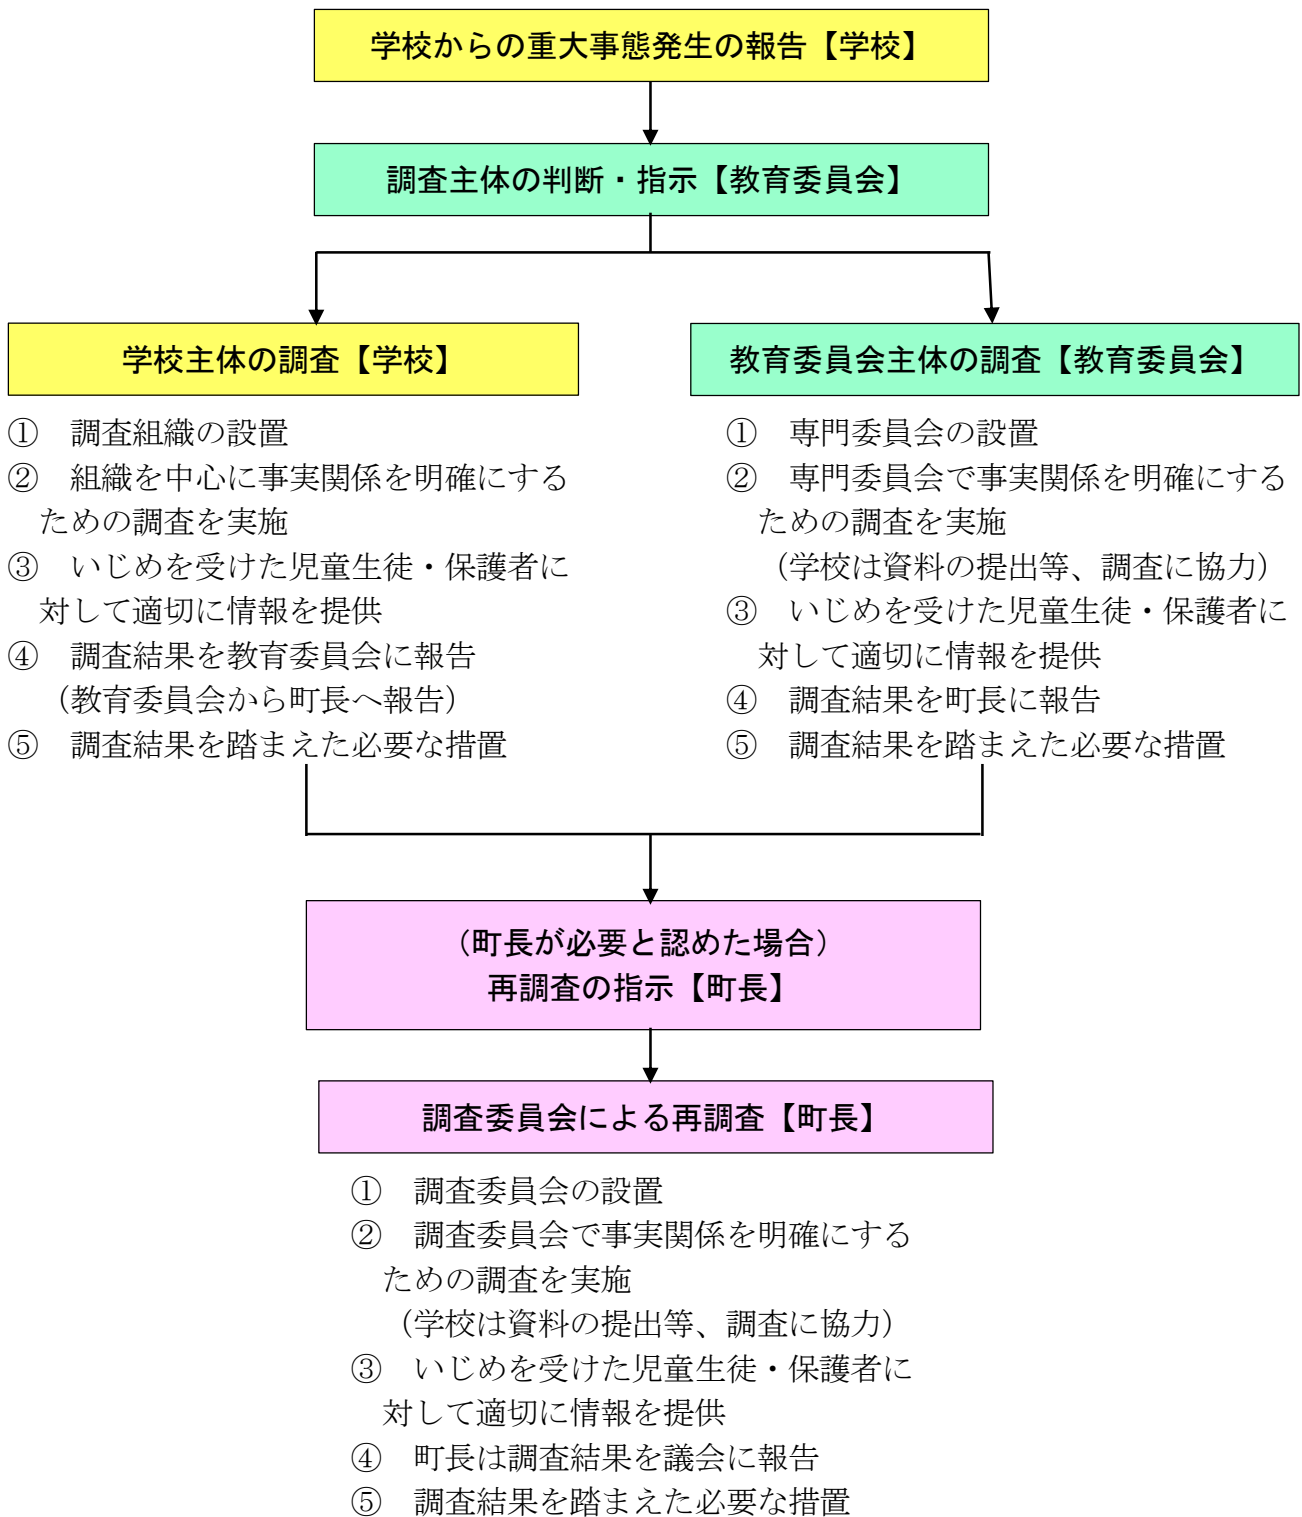 学校からの重大事態発生の報告【学校】
調査主体の判断・指示【教育委員会】
学校主体の調査【学校】
① 調査組織の設置
② 組織を中心に事実関係を明確にする
ための調査を実施
③ いじめを受けた児童生徒・保護者に
対して適切に情報を提供
④ 調査結果を教育委員会に報告
（教育委員会から町長へ報告）
⑤ 調査結果を踏まえた必要な措置
教育委員会主体の調査【教育委員会】
① 専門委員会の設置
② 専門委員会で事実関係を明確にする
ための調査を実施
（学校は資料の提出等、調査に協力）
③ いじめを受けた児童生徒・保護者に
対して適切に情報を提供
④ 調査結果を町長に報告
⑤ 調査結果を踏まえた必要な措置
（町長が必要と認めた場合）
再調査の指示【町長】
調査委員会による再調査【町長】
① 調査委員会の設置
② 調査委員会で事実関係を明確にする
ための調査を実施
（学校は資料の提出等、調査に協力）
③ いじめを受けた児童生徒・保護者に
対して適切に情報を提供
④ 町長は調査結果を議会に報告
⑤ 調査結果を踏まえた必要な措置